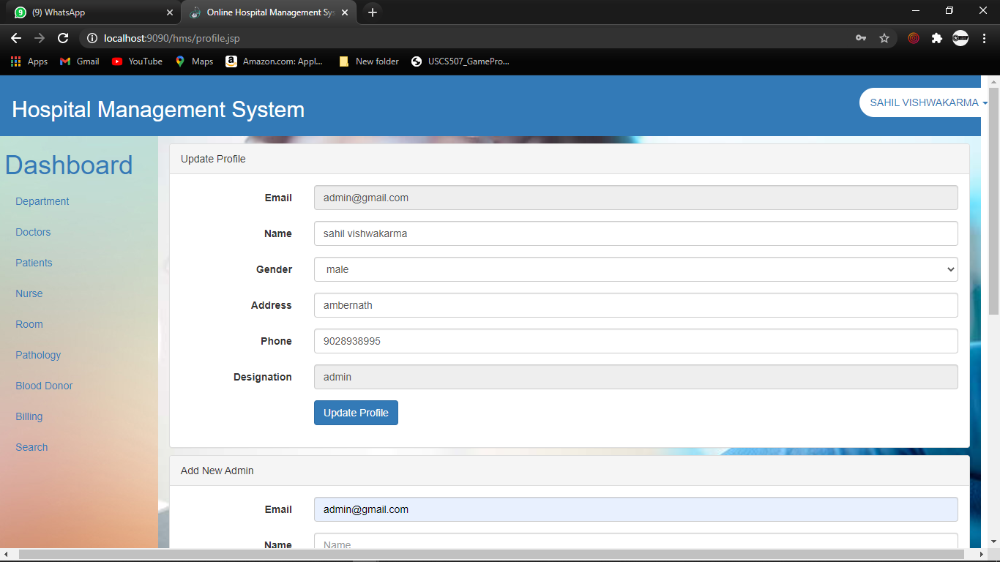 (9) WhatsApp
Online Hospital Management Sys
localhost:9090/hms/profile.jsp
Apps
Gmail
YouTube
Maps
Amazon.com: Appl...
New folder
USCS507_GamePro...
Hospital Management System
SAHIL VISHWAKARMA
Dashboard
Department
Doctors
Patients
Nurse
Room
Pathology
Blood Donor
Billing
Search
Update Profile
Email admin@gmail.com
Name sahil vishwakarma
Gender male
Address ambernath
Phone 9028938995
Designation admin
Update Profile
Add New Admin
Email admin@gmail.com
Name Name